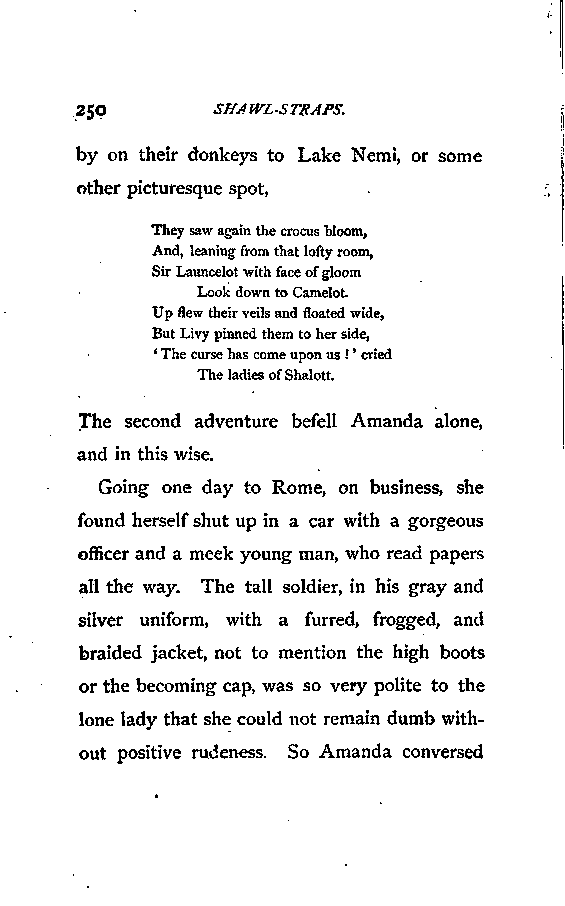 250 SHAWL-STRAPS.
by on their donkeys to Lake Nemi, or some
other picturesque spot,
They saw again the crocus bloom,
And, leaning from that lofty room,
Sir Launcelot with face of gloom
Look down to Camelot.
Up flew their veils and floated wide,
But Livy pinned them to her side,
‘ The curse has come upon us ! ’ cried
The ladies of Shalott.
The second adventure befell Amanda alone,
and in this wise.
Going one day to Rome, on business, she
found herself shut up in a car with a gorgeous
officer and a meek young man, who read papers
all the way. The tall soldier, in his gray and
silver uniform, with a furred, frogged, and
braided jacket, not to mention the high boots
or the becoming cap, was so very polite to the
lone lady that she could not remain dumb with-
out positive rudeness. So Amanda conversed